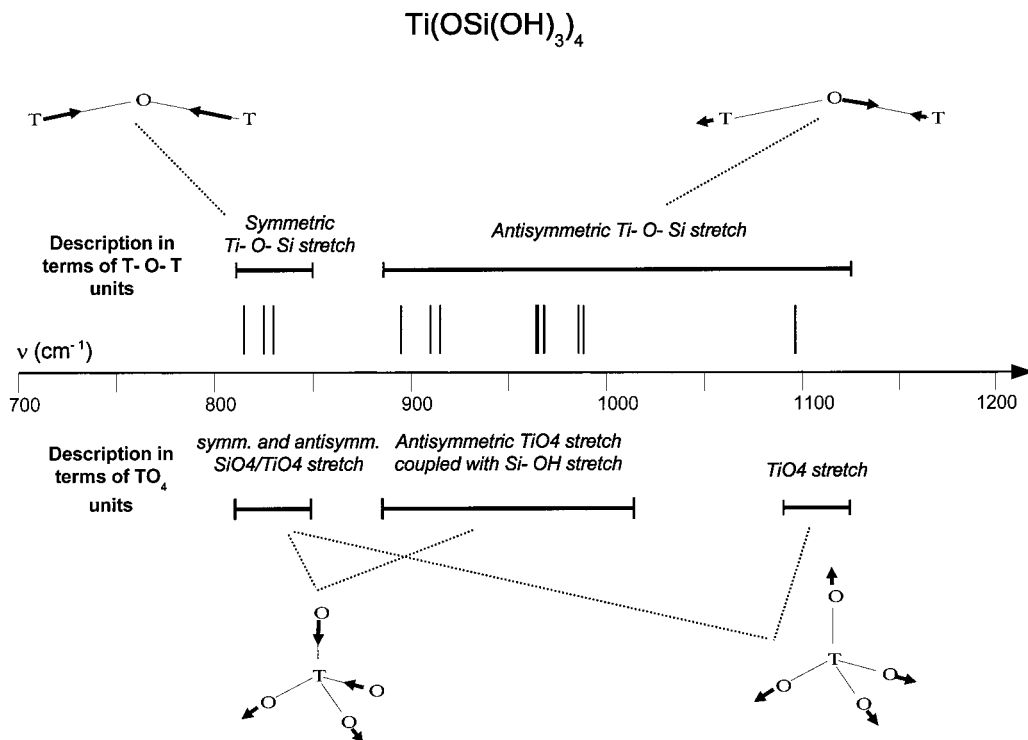 Ti(OSi(OH)3)4
T O T
T O T
Symmetric
Ti- O- Si stretch
Antisymmetric Ti- O- Si stretch
Description in
terms of T- O- T
units
ν (cm-1)
700 800 900 1000 1100 1200
Description in
terms of TO4
units
symm. and antisymm.
SiO4/TiO4 stretch
Antisymmetric TiO4 stretch
coupled with Si- OH stretch
TiO4 stretch
O
T
O
O
O
O
T
O
O
O